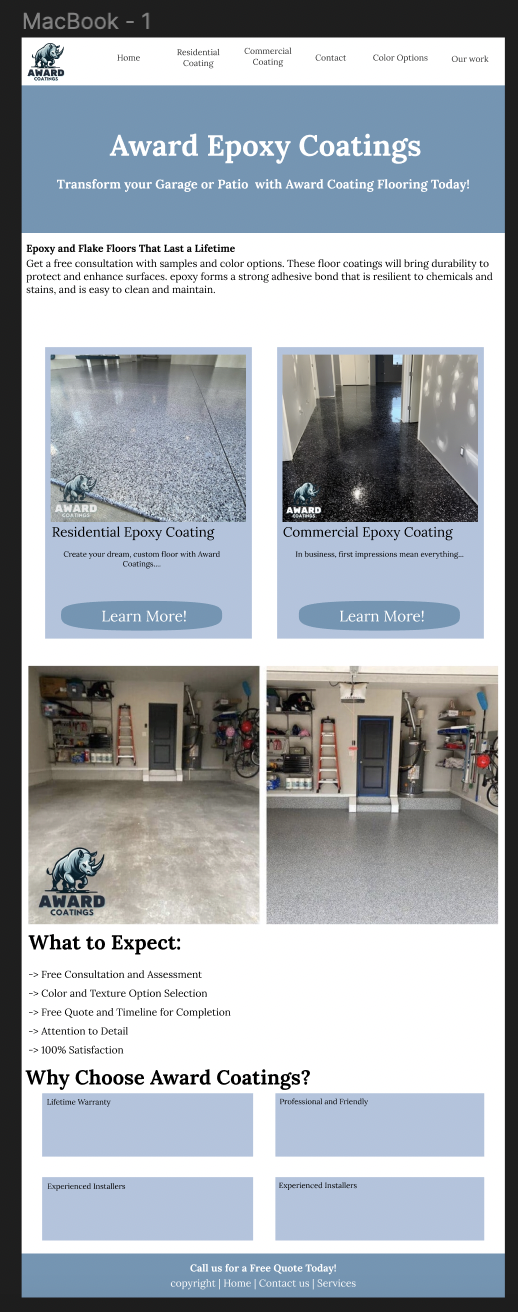 MacBook - 1
AWARD
COATINGS
Home
Residential
Coating
Commercial
Coating
Contact
Color Options
Our work
Award Epoxy Coatings
Transform your Garage or Patio with Award Coating Flooring Today!
Epoxy and Flake Floors That Last a Lifetime
Get a free consultation with samples and color options. These floor coatings will bring durability to
protect and enhance surfaces. epoxy forms a strong adhesive bond that is resilient to chemicals and
stains, and is easy to clean and maintain.
AWARD
COATINGS
Residential Epoxy Coating
Create your dream, custom floor with Award
Coatings....
Learn More!
AWARD
COATINGS
Commercial Epoxy Coating
In business, first impressions mean everything...
Learn More!
AWARD
COATINGS
What to Expect:
-> Free Consultation and Assessment
-> Color and Texture Option Selection
-> Free Quote and Timeline for Completion
-> Attention to Detail
-> 100% Satisfaction
Why Choose Award Coatings?
Lifetime Warranty
Professional and Friendly
Experienced Installers
Experienced Installers
Call us for a Free Quote Today!
copyright | Home | Contact us | Services